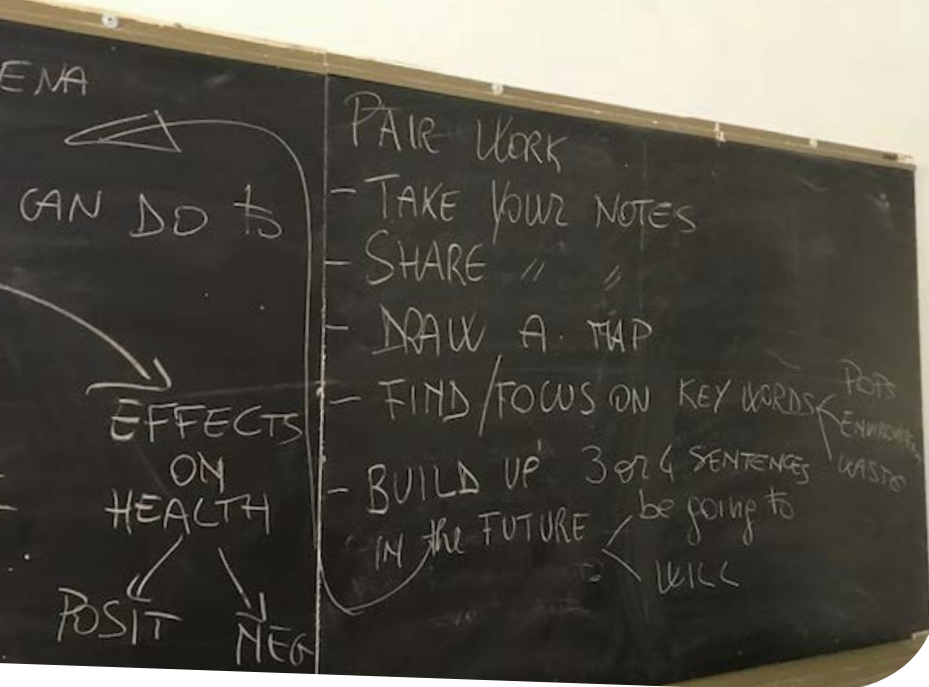 ENA
CAN DO to
EFFECTS
ON
HEALTH
POSIT
NEG
PAIR WORK
- TAKE YOUR NOTES
- SHARE " "
- DRAW A MAP
- FIND/FOCUS ON KEY WORDS
POPS
ENVIRONMEN
WASTE
- BUILD UP 3 or 4 SENTENCES
IN the FUTURE
be going to
WILL